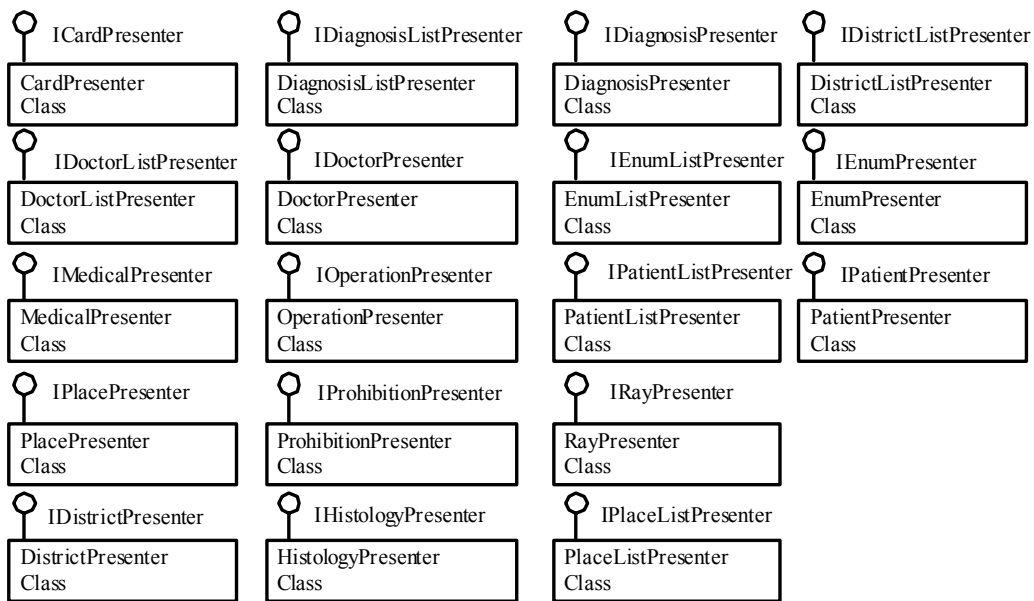 ICardPresenter
IDiagnosisListPresenter
IDiagnosisPresenter
IDistrictListPresenter
CardPresenter
Class
DiagnosisListPresenter
Class
DiagnosisPresenter
Class
DistrictListPresenter
Class
IDoctorListPresenter
IDoctorPresenter
IEnumListPresenter
IEnumPresenter
DoctorListPresenter
Class
DoctorPresenter
Class
EnumListPresenter
Class
EnumPresenter
Class
IMedicalPresenter
IOperationPresenter
IPatientListPresenter
IPatientPresenter
MedicalPresenter
Class
OperationPresenter
Class
PatientListPresenter
Class
PatientPresenter
Class
IPlacePresenter
IProhibitionPresenter
IRayPresenter
PlacePresenter
Class
ProhibitionPresenter
Class
RayPresenter
Class
IDistrictPresenter
IHistologyPresenter
IPlaceListPresenter
DistrictPresenter
Class
HistologyPresenter
Class
PlaceListPresenter
Class